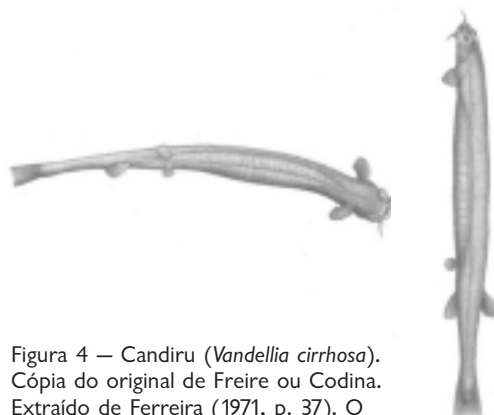 Figura 4 — Candiru (Vandellia cirrhosa).
Cópia do original de Freire ou Codina.
Extraído de Ferreira (1971, p. 37). O